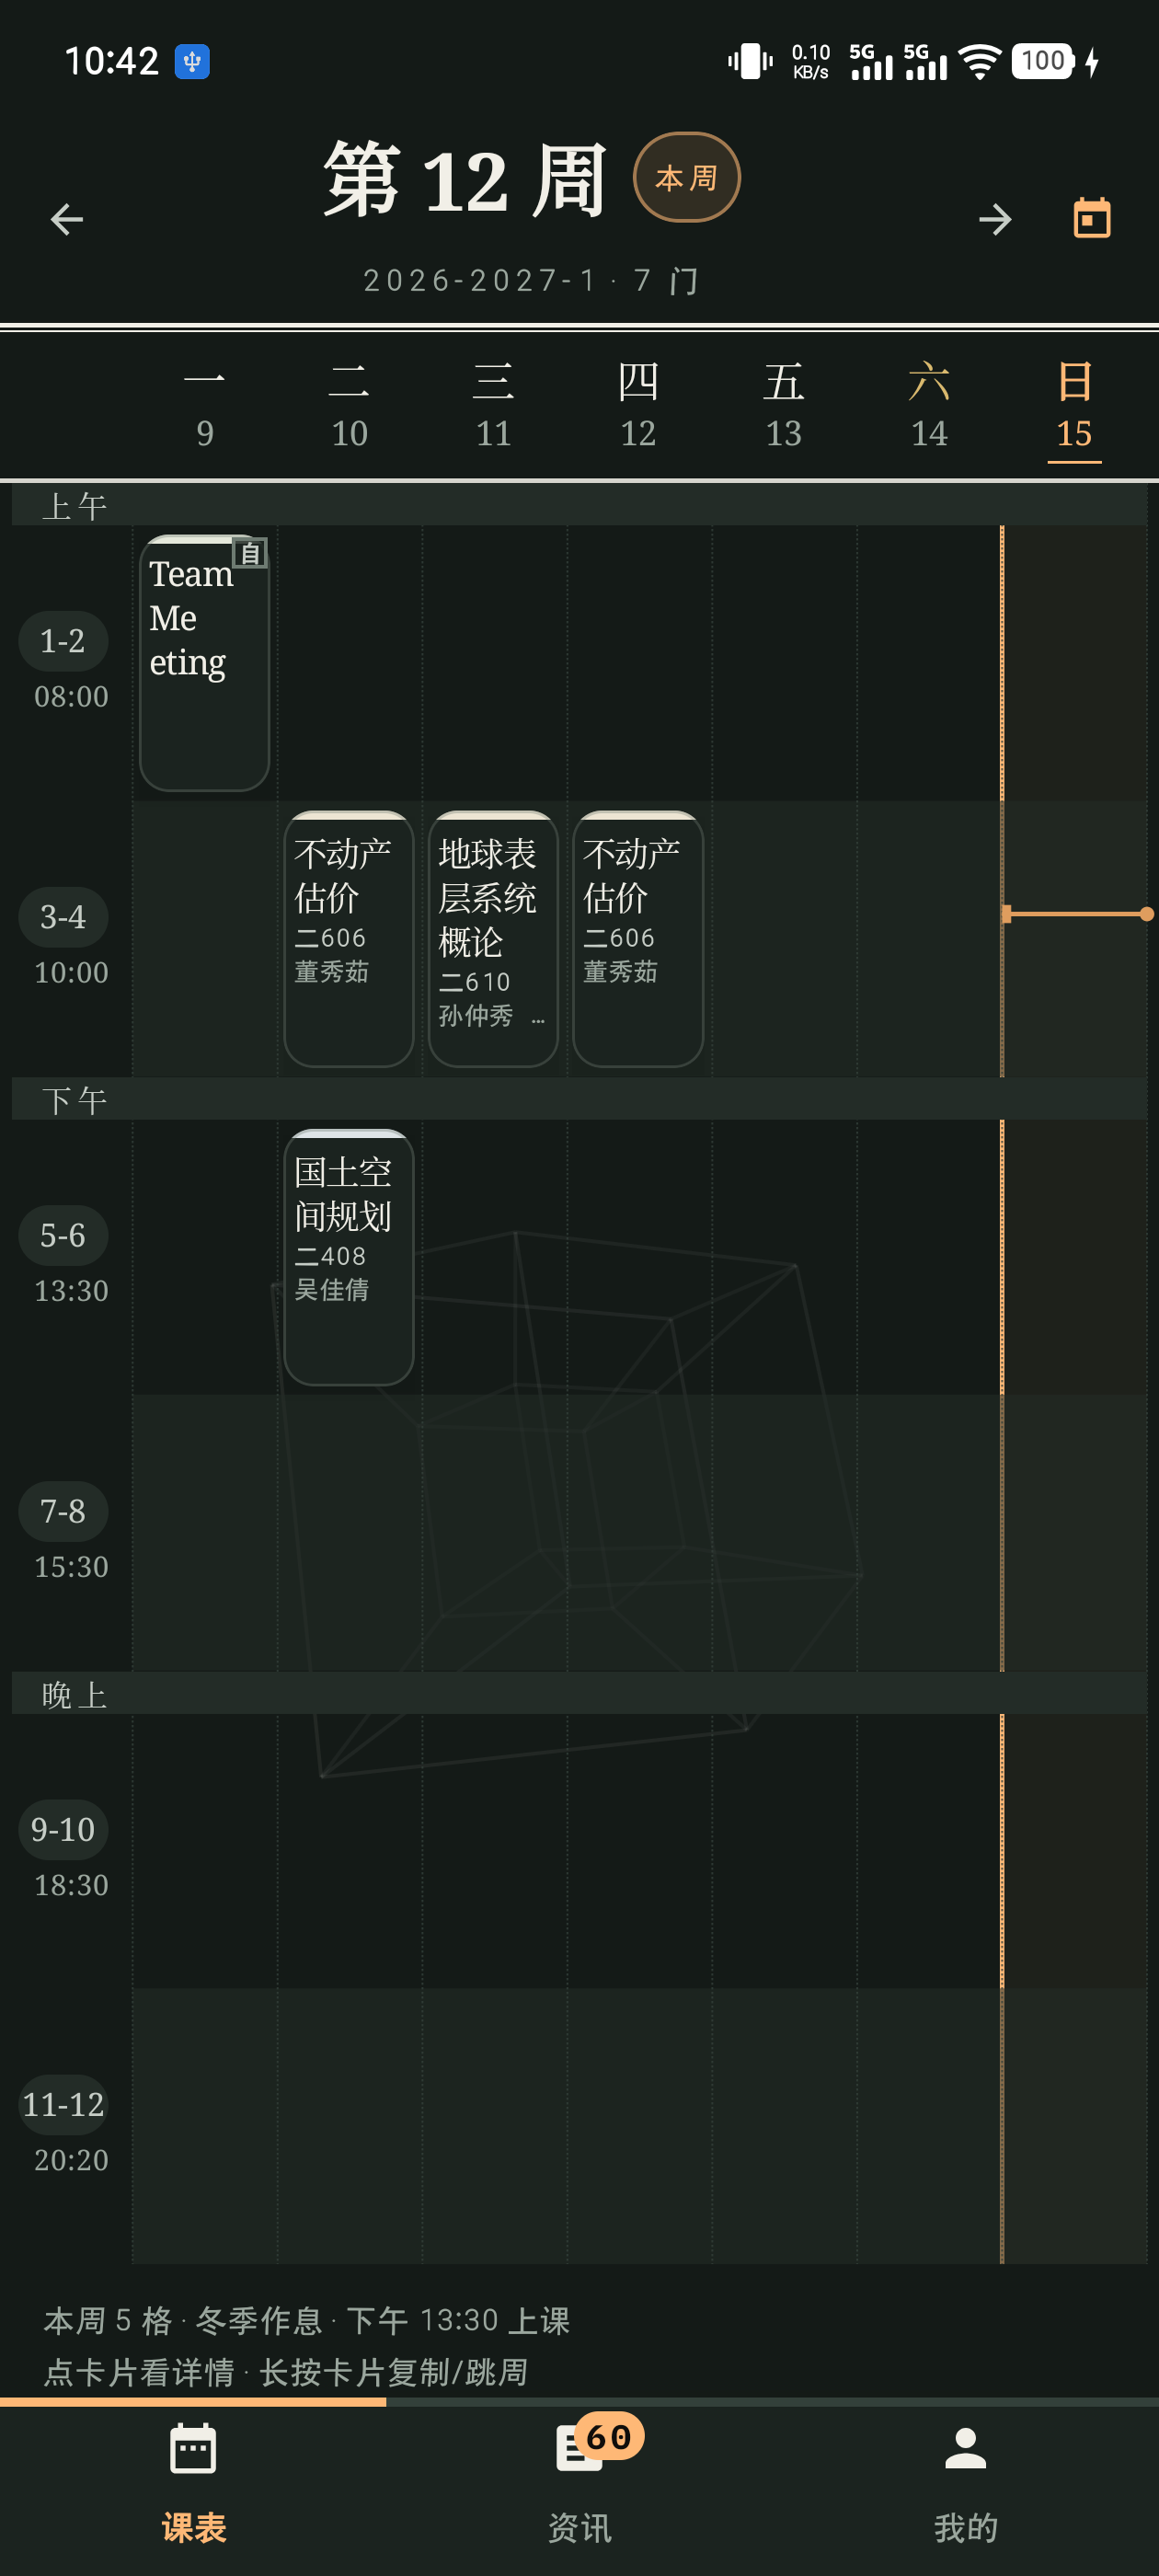 10:42
0.10 KB/s 5G 5G 100
第 12 周 本周
2026-2027-1 · 7 门
一 二 三 四 五 六 日
9 10 11 12 13 14 15
上午
自
Team
Me
eting
1-2
08:00
不动产
估价
二606
董秀茹
地球表
层系统
概论
二610
孙仲秀 …
不动产
估价
二606
董秀茹
3-4
10:00
下午
国土空
间规划
二408
吴佳倩
5-6
13:30
7-8
15:30
晚上
9-10
18:30
11-12
20:20
本周 5 格 · 冬季作息 · 下午 13:30 上课
点卡片看详情 · 长按卡片复制/跳周
60
课表 资讯 我的